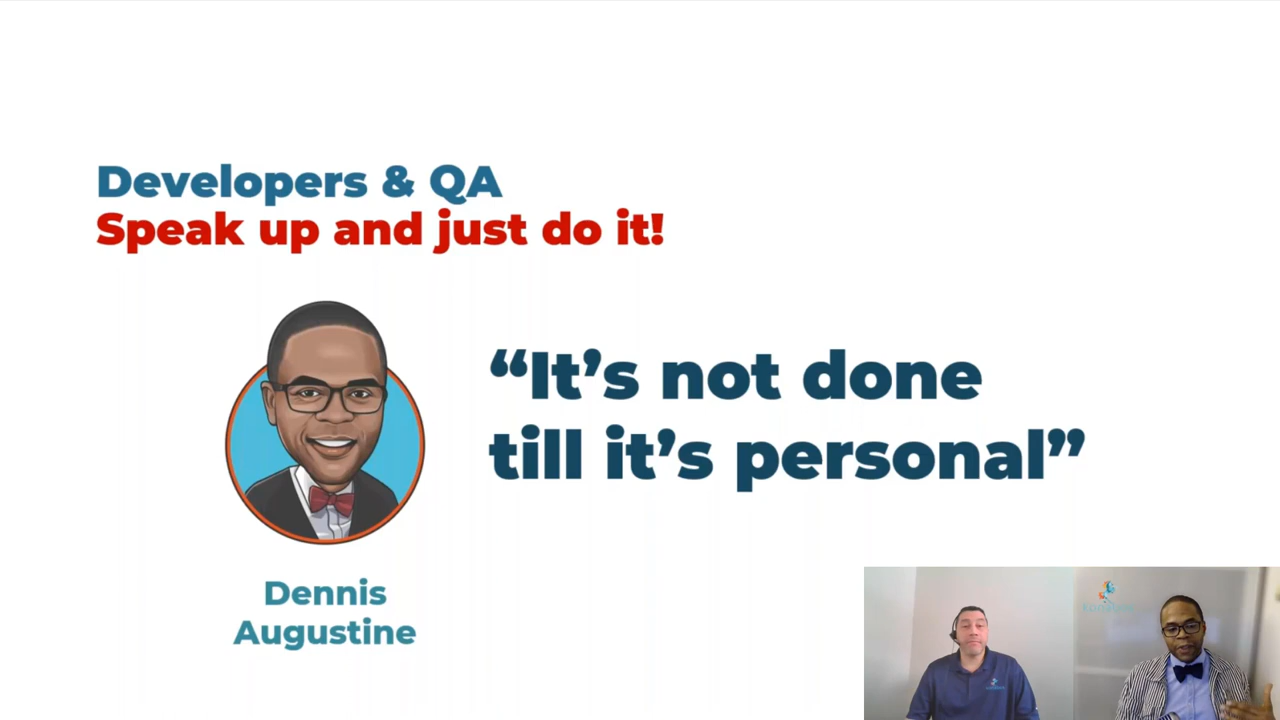 Developers & QA
Speak up and just do it!
“It’s not done
till it’s personal”
Dennis
Augustine